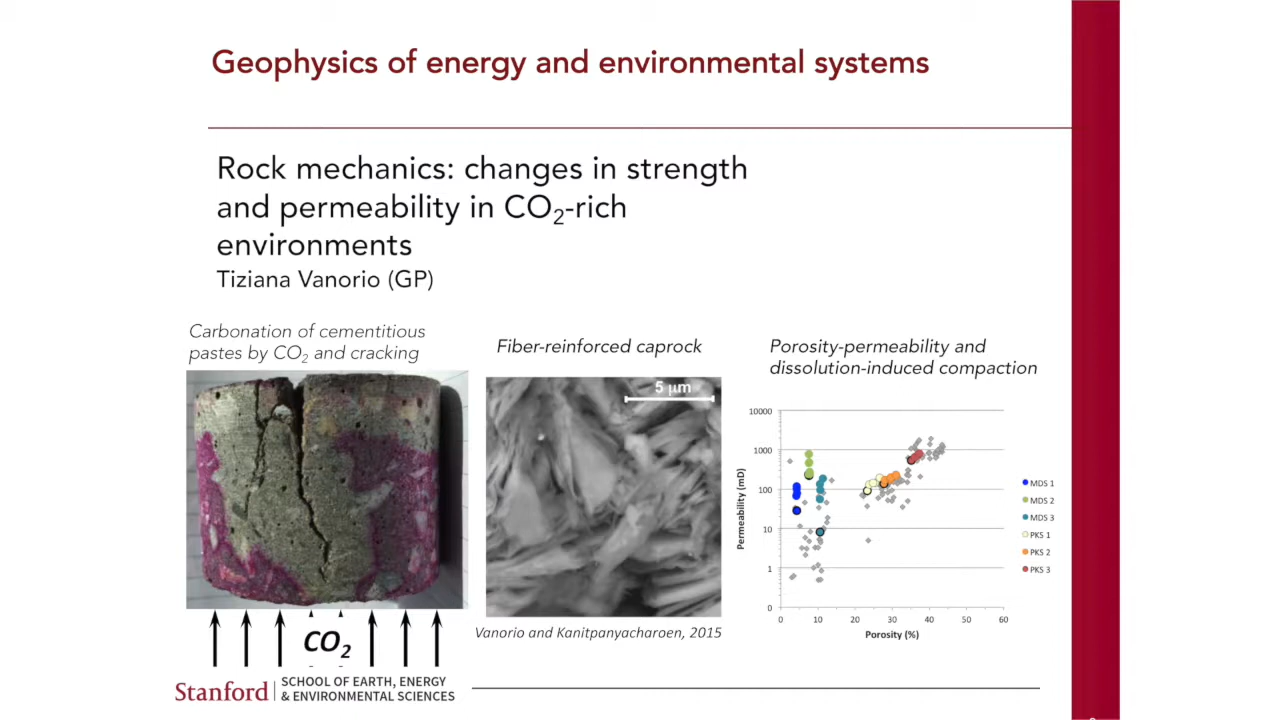 Geophysics of energy and environmental systems
Rock mechanics: changes in strength
and permeability in CO₂-rich
environments
Tiziana Vanorio (GP)
Carbonation of cementitious
pastes by CO₂ and cracking
Fiber-reinforced caprock
Porosity-permeability and
dissolution-induced compaction
5 µm
CO₂
Vanorio and Kanitpanyacharoen, 2015
Permeability (mD)
10000
1000
100
10
1
0
0 10 20 30 40 50 60
Porosity (%)
MDS 1
MDS 2
MDS 3
PKS 1
PKS 2
PKS 3
Stanford
SCHOOL OF EARTH, ENERGY
& ENVIRONMENTAL SCIENCES